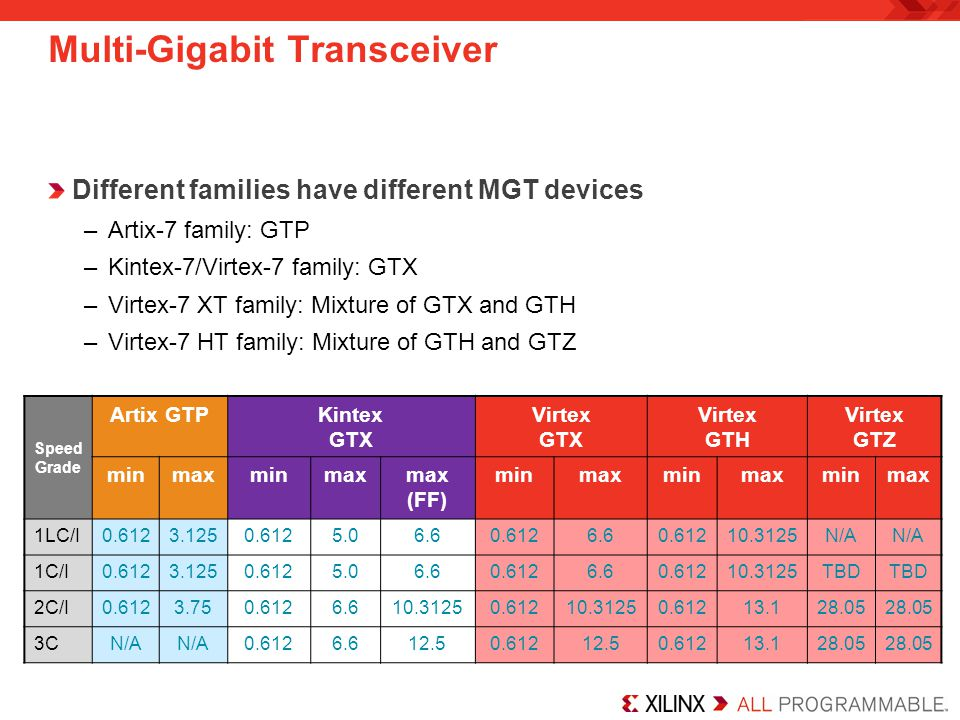 Multi-Gigabit Transceiver
Different families have different MGT devices
– Artix-7 family: GTP
– Kintex-7/Virtex-7 family: GTX
– Virtex-7 XT family: Mixture of GTX and GTH
– Virtex-7 HT family: Mixture of GTH and GTZ
Speed Grade Artix GTP Kintex GTX Virtex GTX Virtex GTH Virtex GTZ
min max min max max (FF) min max min max min max
1LC/I 0.612 3.125 0.612 5.0 6.6 0.612 6.6 0.612 10.3125 N/A N/A
1C/I 0.612 3.125 0.612 5.0 6.6 0.612 6.6 0.612 10.3125 TBD TBD
2C/I 0.612 3.75 0.612 6.6 10.3125 0.612 10.3125 0.612 13.1 28.05 28.05
3C N/A N/A 0.612 6.6 12.5 0.612 12.5 0.612 13.1 28.05 28.05
XILINX ALL PROGRAMMABLE.